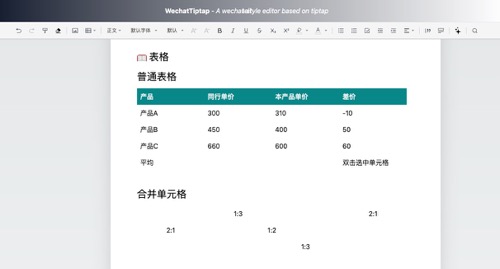 WechatTiptap - A wechat style editor based on tiptap
正文 默认字体 默认 B I U S A A
表格
普通表格
产品 同行单价 本产品单价 差价
产品A 300 310 -10
产品B 450 400 50
产品C 660 600 60
平均 双击选中单元格
合并单元格
1:3 2:1
2:1 1:2
1:3